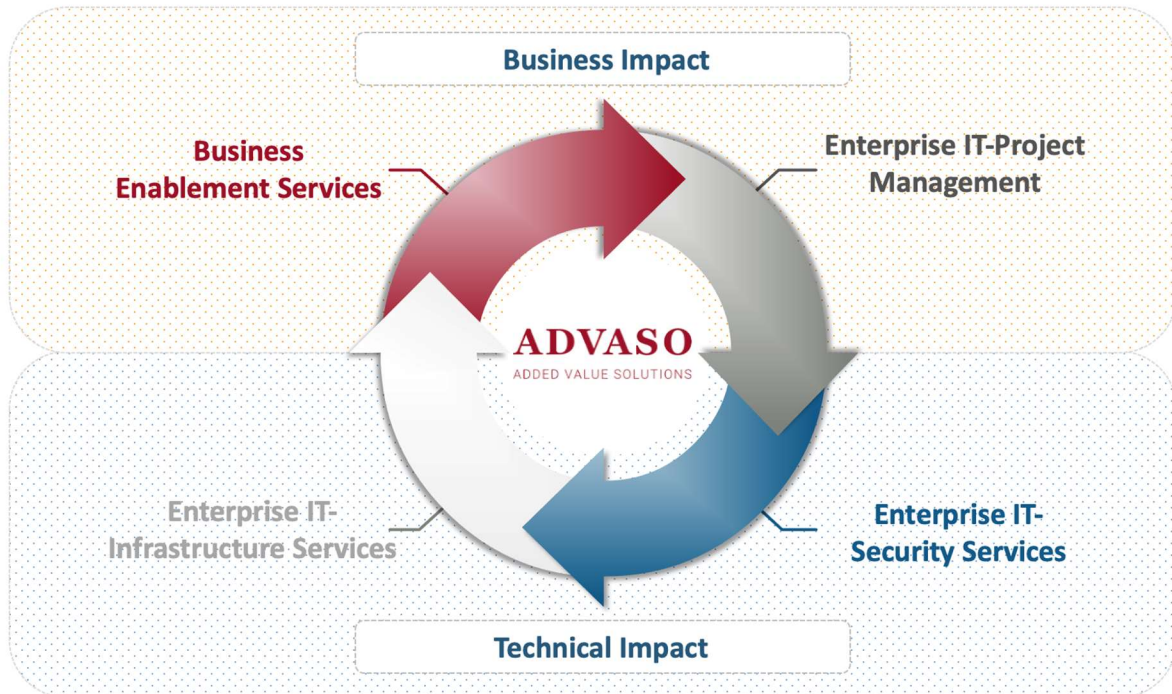 Business Impact
Business
Enablement Services
Enterprise IT-Project
Management
ADVASO
ADDED VALUE SOLUTIONS
Enterprise IT-
Infrastructure Services
Enterprise IT-
Security Services
Technical Impact